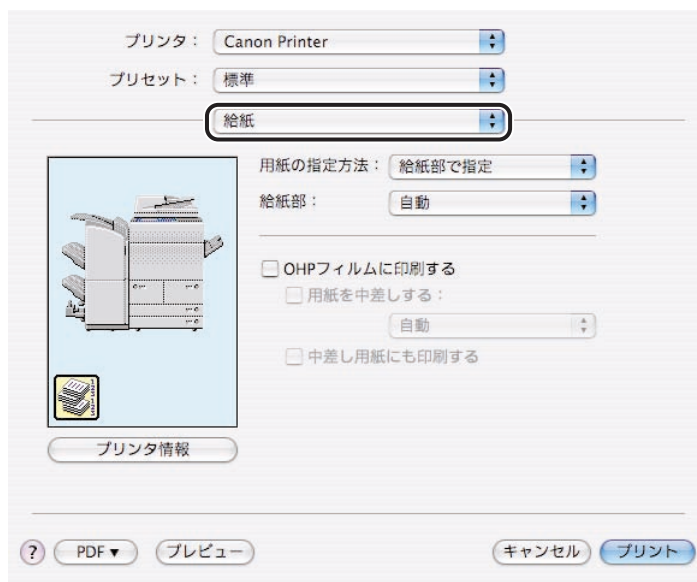 プリンタ： Canon Printer
プリセット： 標準
給紙
用紙の指定方法： 給紙部で指定
給紙部： 自動
OHPフィルムに印刷する
用紙を中差しする：
自動
中差し用紙にも印刷する
プリンタ情報
? PDF▼ プレビュー キャンセル プリント